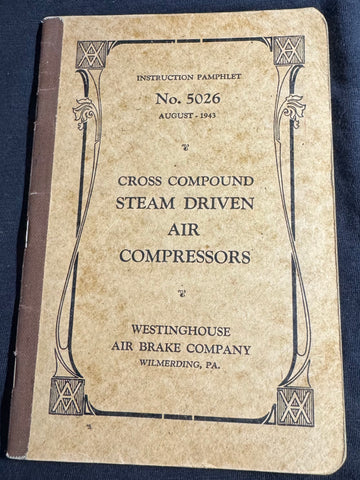 INSTRUCTION PAMPHLET
No. 5026
AUGUST - 1943
CROSS COMPOUND
STEAM DRIVEN
AIR
COMPRESSORS
WESTINGHOUSE
AIR BRAKE COMPANY
WILMERDING, PA.